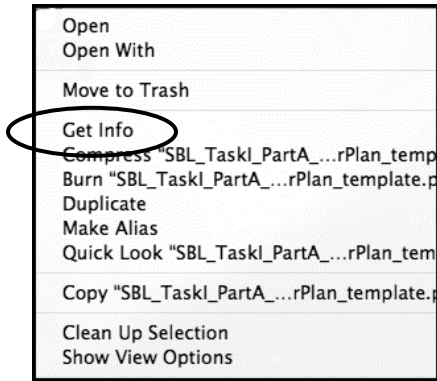 Open
Open With
Move to Trash
Get Info
Compress "SBL_TaskI_PartA_...rPlan_temp
Burn "SBL_TaskI_PartA_...rPlan_template.p
Duplicate
Make Alias
Quick Look "SBL_TaskI_PartA_...rPlan_tem
Copy "SBL_TaskI_PartA_...rPlan_template.p
Clean Up Selection
Show View Options